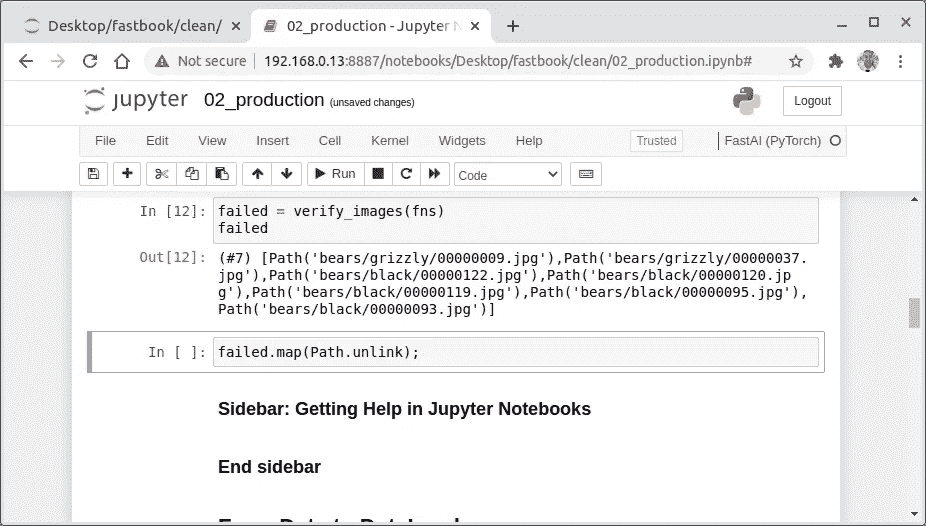 Desktop/fastbook/clean/
02_production - Jupyter N
Not secure | 192.168.0.13:8887/notebooks/Desktop/fastbook/clean/02_production.ipynb#
jupyter 02_production (unsaved changes)
Logout
File Edit View Insert Cell Kernel Widgets Help Trusted FastAI (PyTorch)
Run Code
In [12]: failed = verify_images(fns)
failed
Out[12]: (#7) [Path('bears/grizzly/00000009.jpg'),Path('bears/grizzly/00000037.
jpg'),Path('bears/black/00000122.jpg'),Path('bears/black/00000120.jp
g'),Path('bears/black/00000119.jpg'),Path('bears/black/00000095.jpg'),
Path('bears/black/00000093.jpg')]
In [ ]: failed.map(Path.unlink);
Sidebar: Getting Help in Jupyter Notebooks
End sidebar